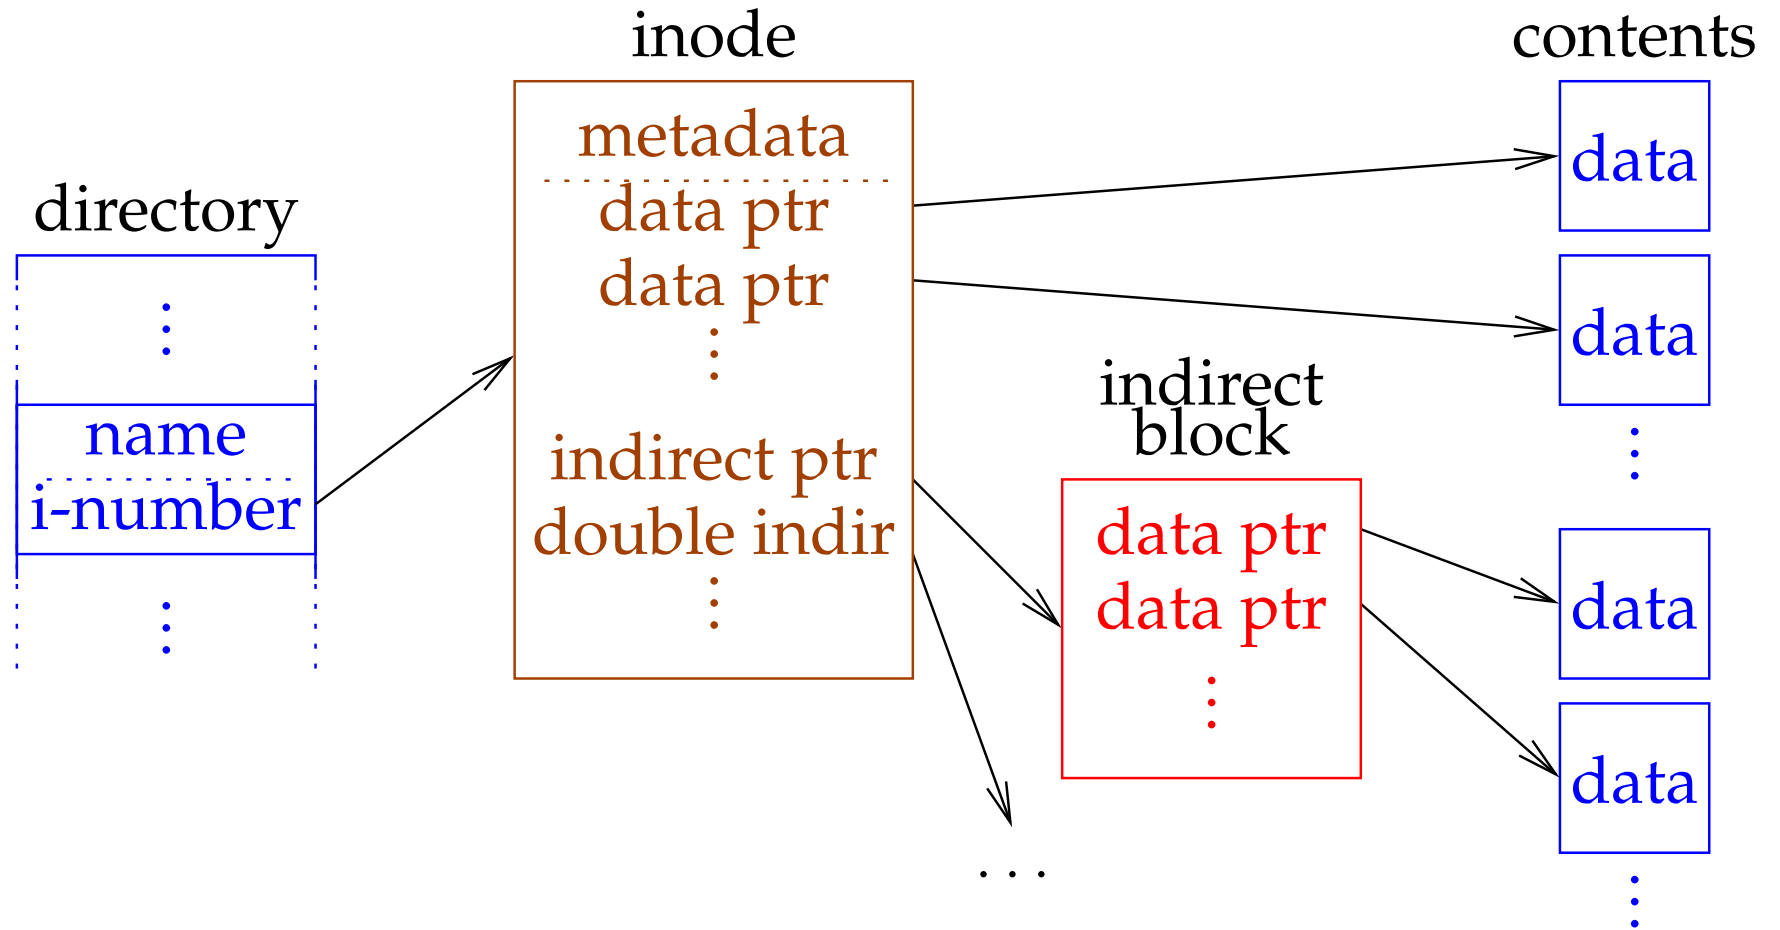 directory
name
i-number
inode
metadata
data ptr
data ptr
indirect ptr
double indir
indirect
block
data ptr
data ptr
. . .
contents
data
data
data
data